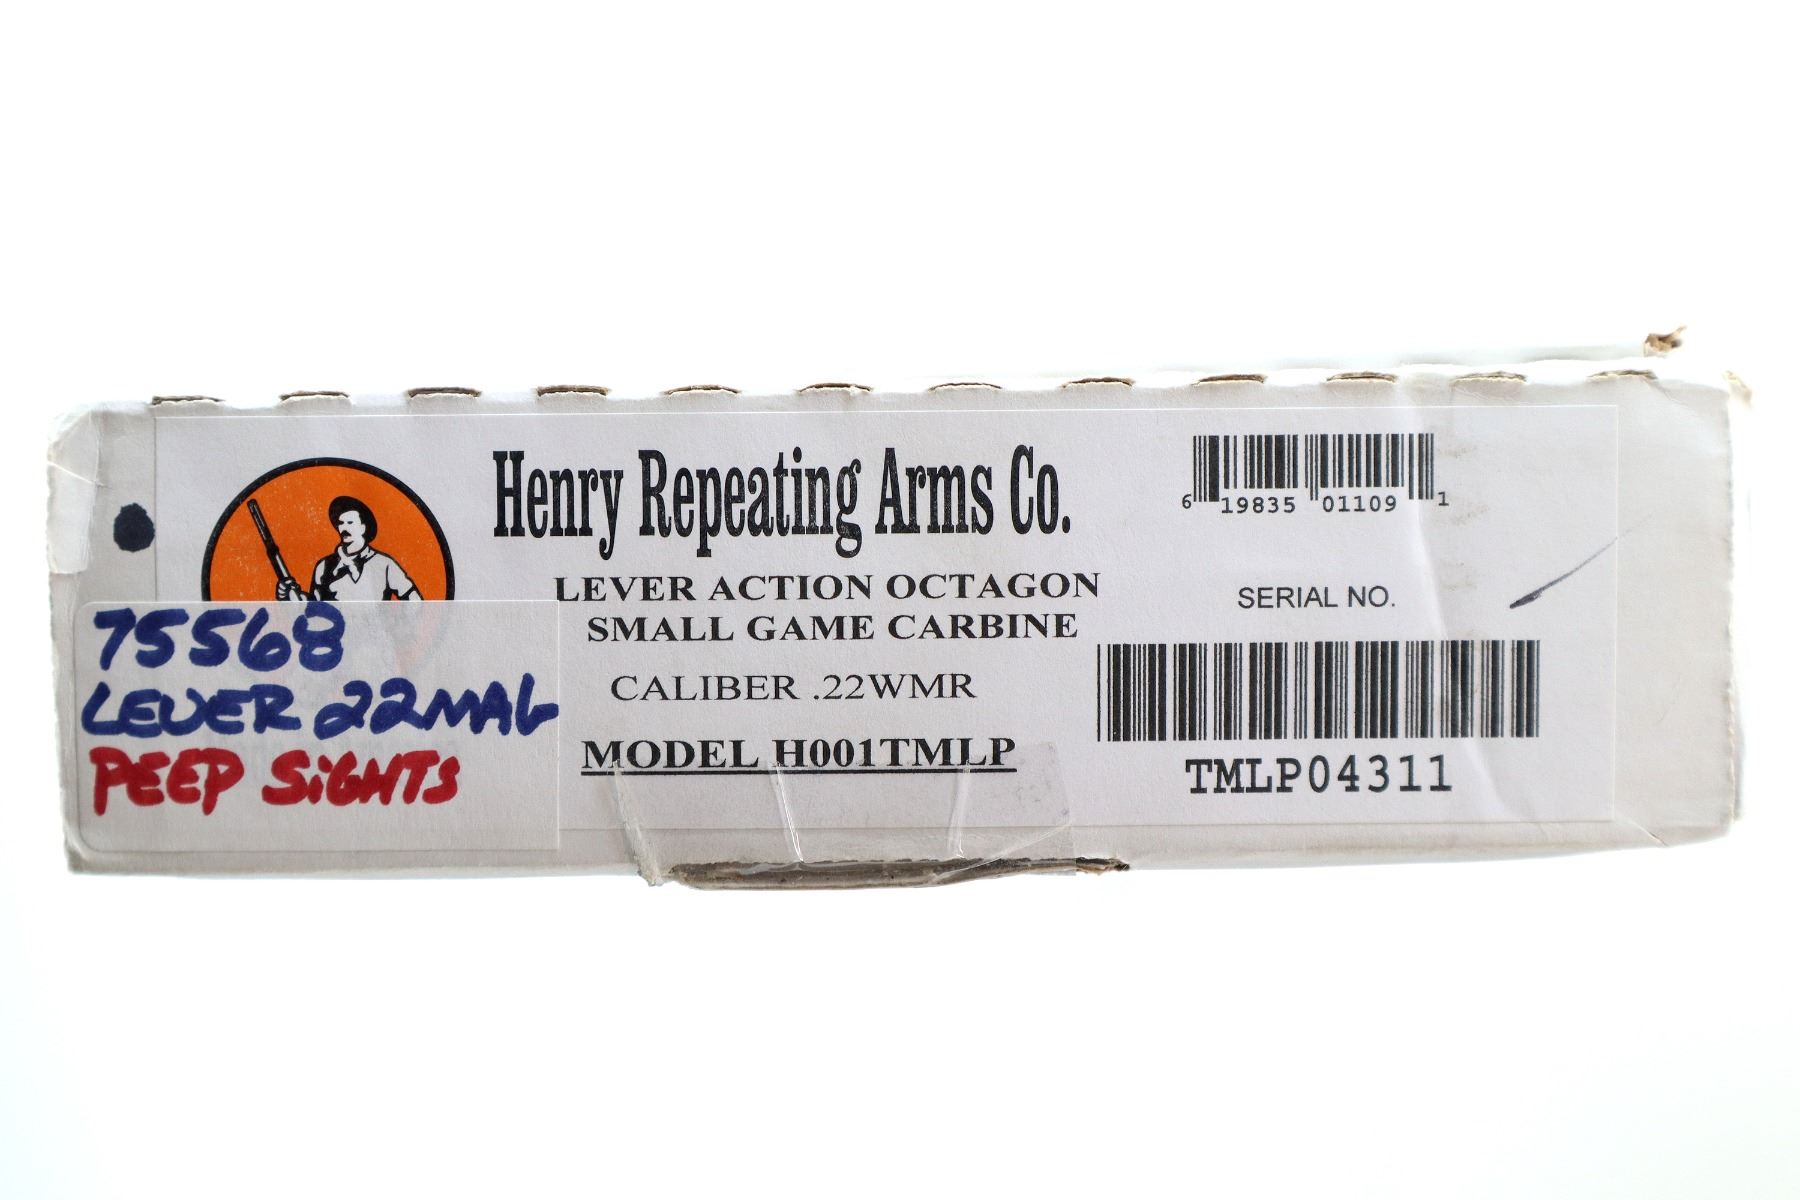 Henry Repeating Arms Co.
LEVER ACTION OCTAGON
SMALL GAME CARBINE
CALIBER .22WMR
MODEL H001TMLP
6 19835 01109 1
SERIAL NO.
TMLP04311
75568
LEVER 22MAG
PEEP SiGHTS